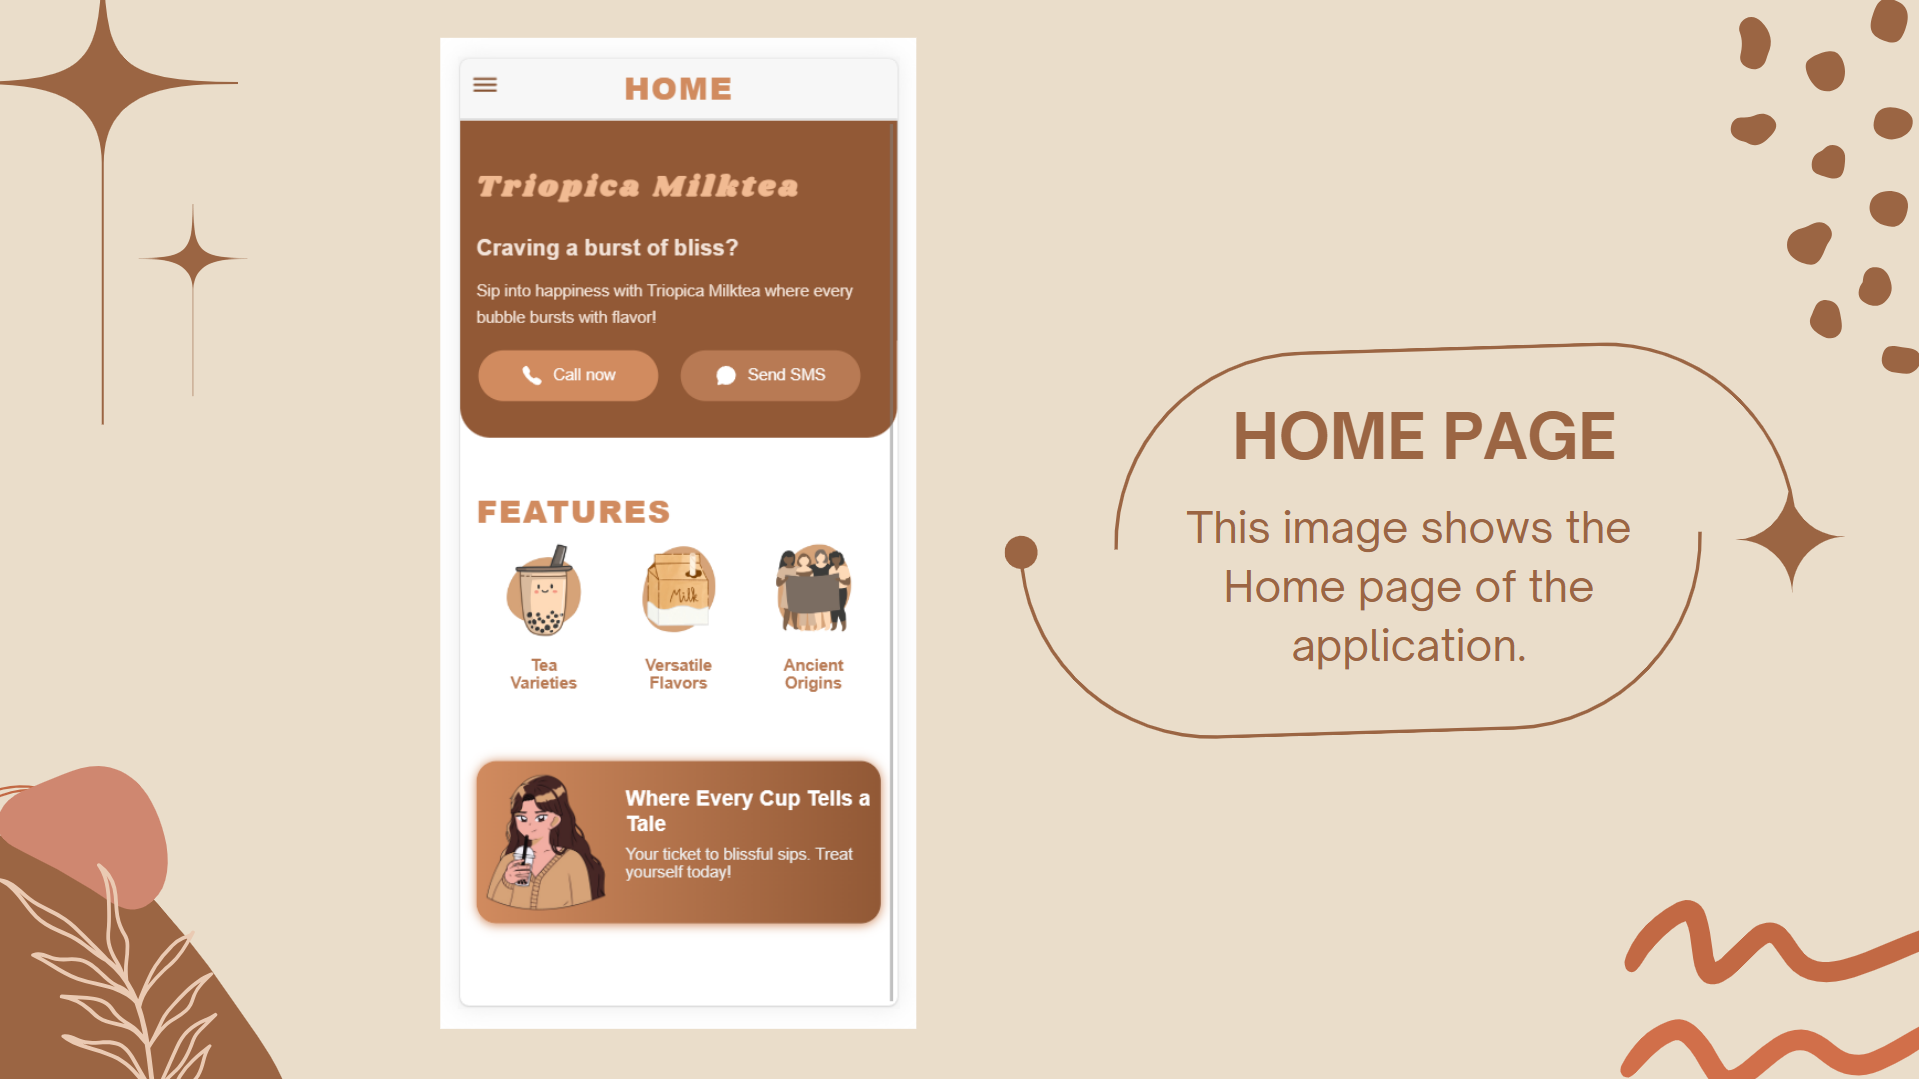 HOME
Triopica Milktea
Craving a burst of bliss?
Sip into happiness with Triopica Milktea where every
bubble bursts with flavor!
Call now
Send SMS
FEATURES
Milk
Tea
Varieties
Versatile
Flavors
Ancient
Origins
Where Every Cup Tells a
Tale
Your ticket to blissful sips. Treat
yourself today!
HOME PAGE
This image shows the
Home page of the
application.